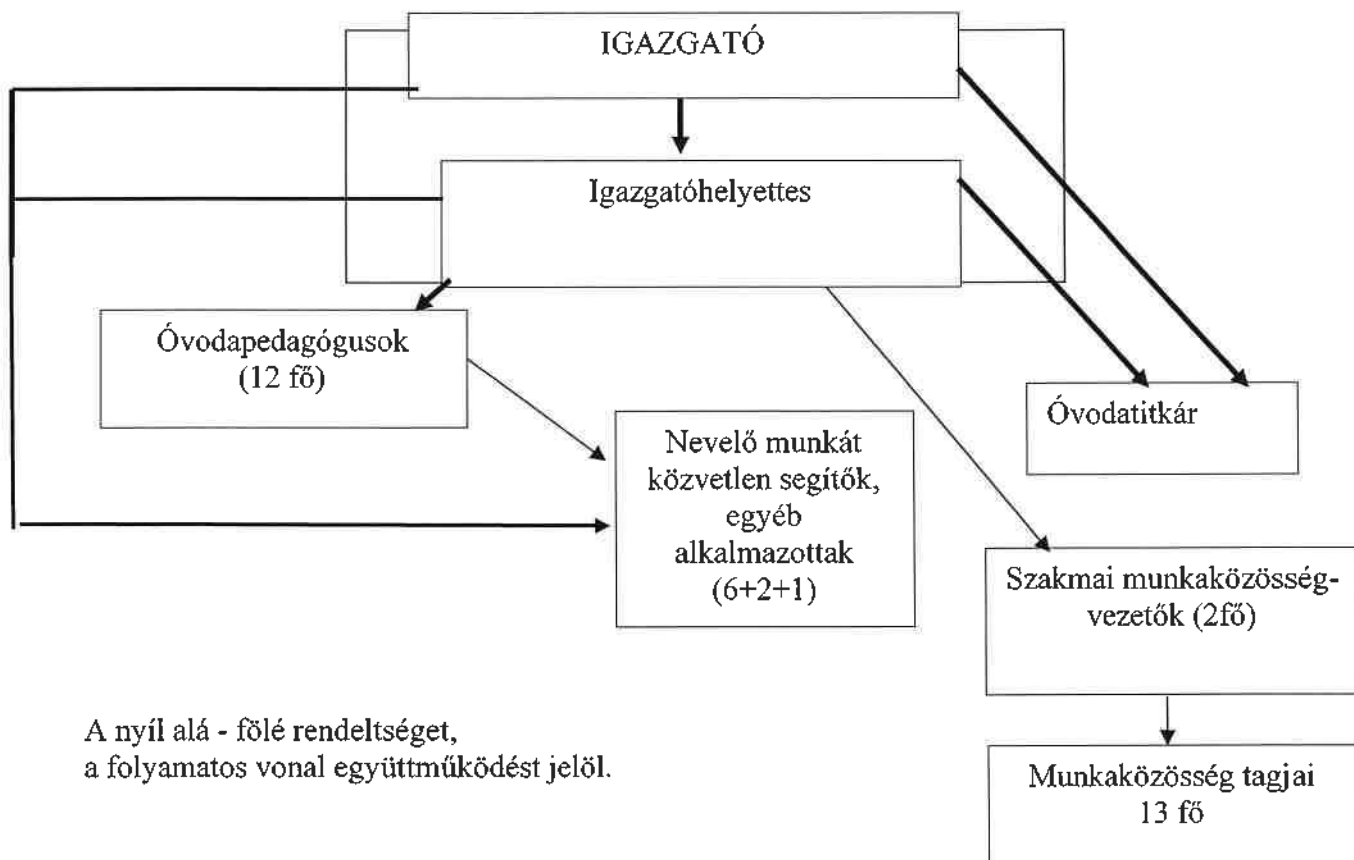 IGAZGATÓ
Igazgatóhelyettes
Óvodapedagógusok
(12 fő)
Óvodatitkár
Nevelő munkát
közvetlen segítők,
egyéb
alkalmazottak
(6+2+1)
Szakmai munkaközösség-
vezetők (2fő)
A nyíl alá - fölé rendeltséget,
a folyamatos vonal együttműködést jelöl.
Munkaközösség tagjai
13 fő